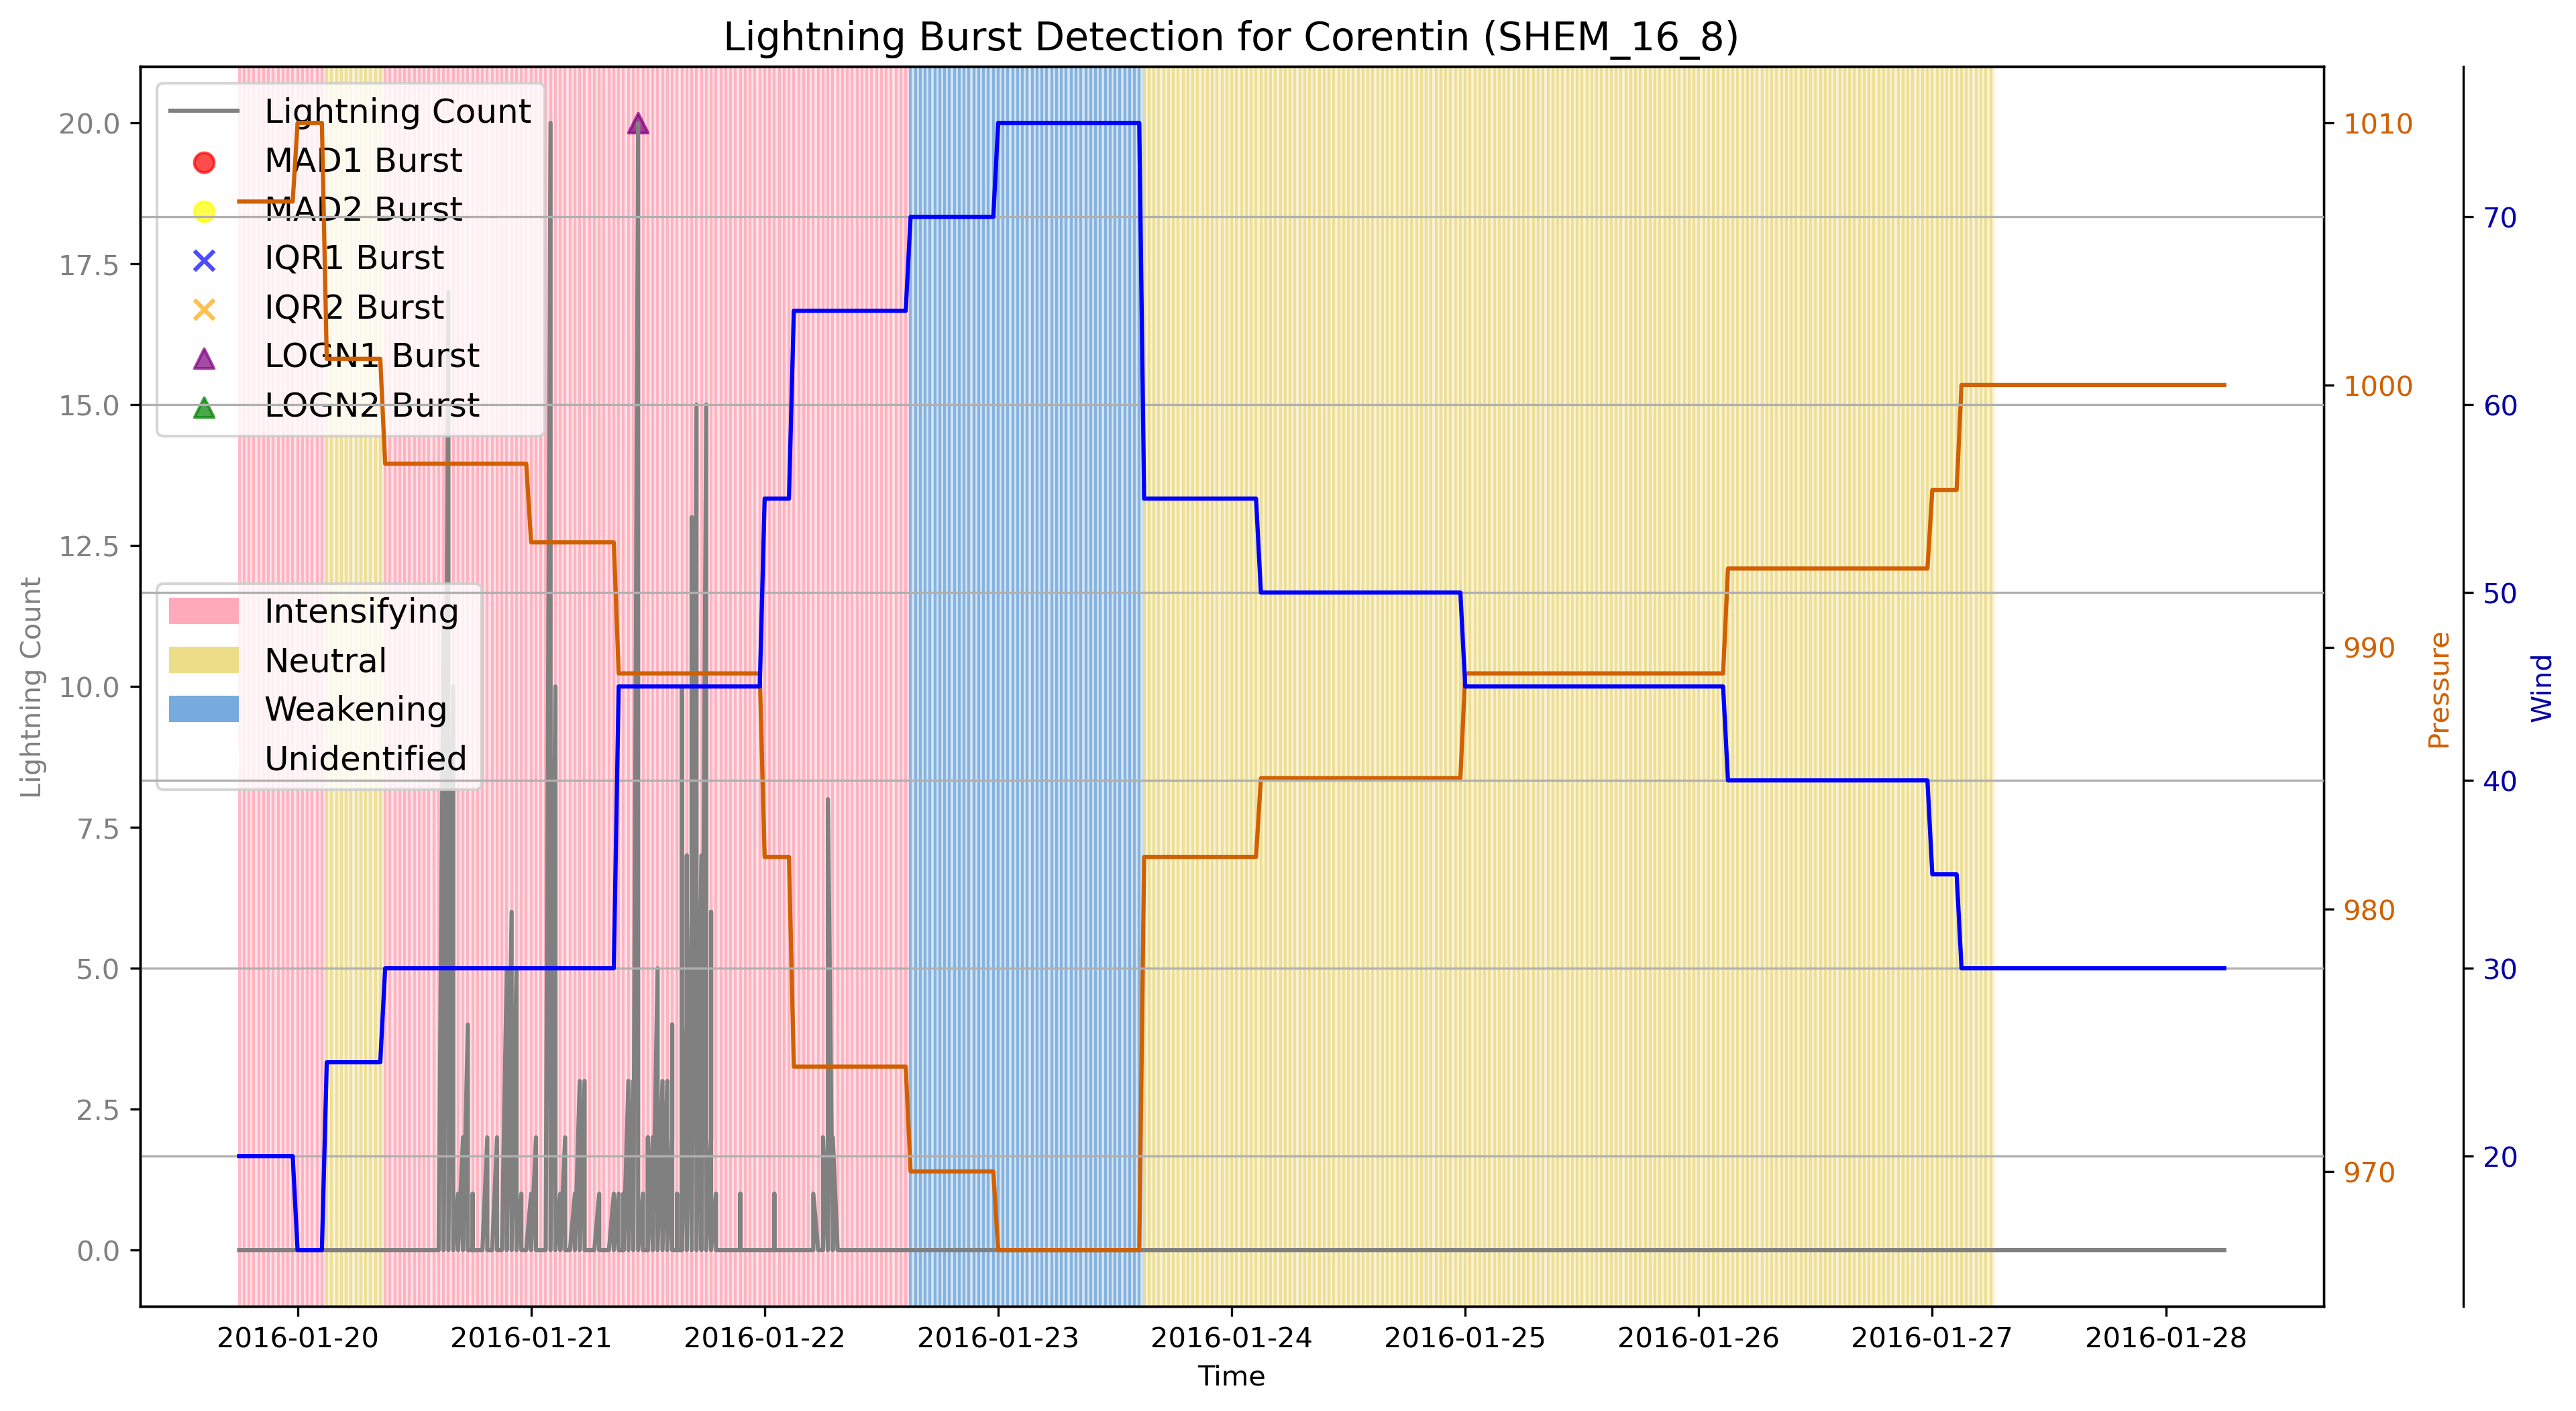 Lightning Burst Detection for Corentin (SHEM_16_8)
Lightning Count
MAD1 Burst
MAD2 Burst
IQR1 Burst
IQR2 Burst
LOGN1 Burst
LOGN2 Burst
Intensifying
Neutral
Weakening
Unidentified
Lightning Count
20.0
17.5
15.0
12.5
10.0
7.5
5.0
2.5
0.0
1010
1000
990
980
970
Pressure
70
60
50
40
30
20
Wind
2016-01-20 2016-01-21 2016-01-22 2016-01-23 2016-01-24 2016-01-25 2016-01-26 2016-01-27 2016-01-28
Time